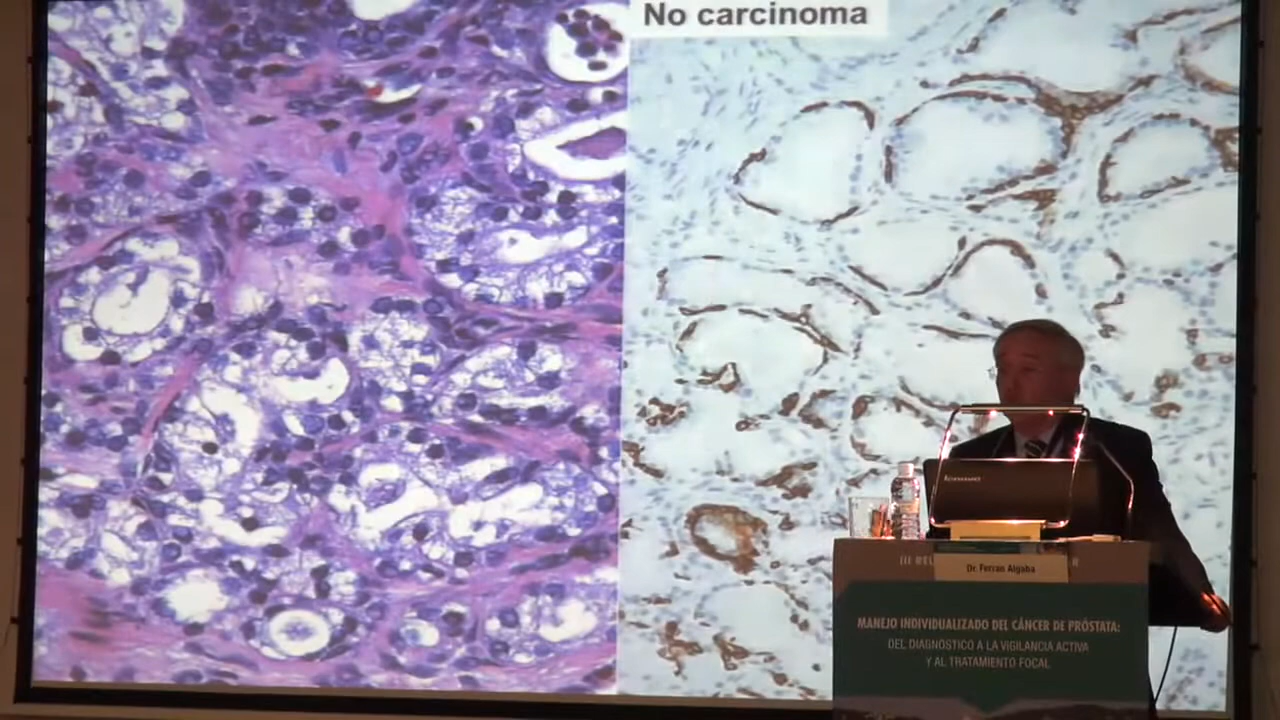 No carcinoma
lenovo
Dr. Ferran Algaba
MANEJO INDIVIDUALIZADO DEL CÁNCER DE PRÓSTATA:
DEL DIAGNÓSTICO A LA VIGILANCIA ACTIVA
Y AL TRATAMIENTO FOCAL